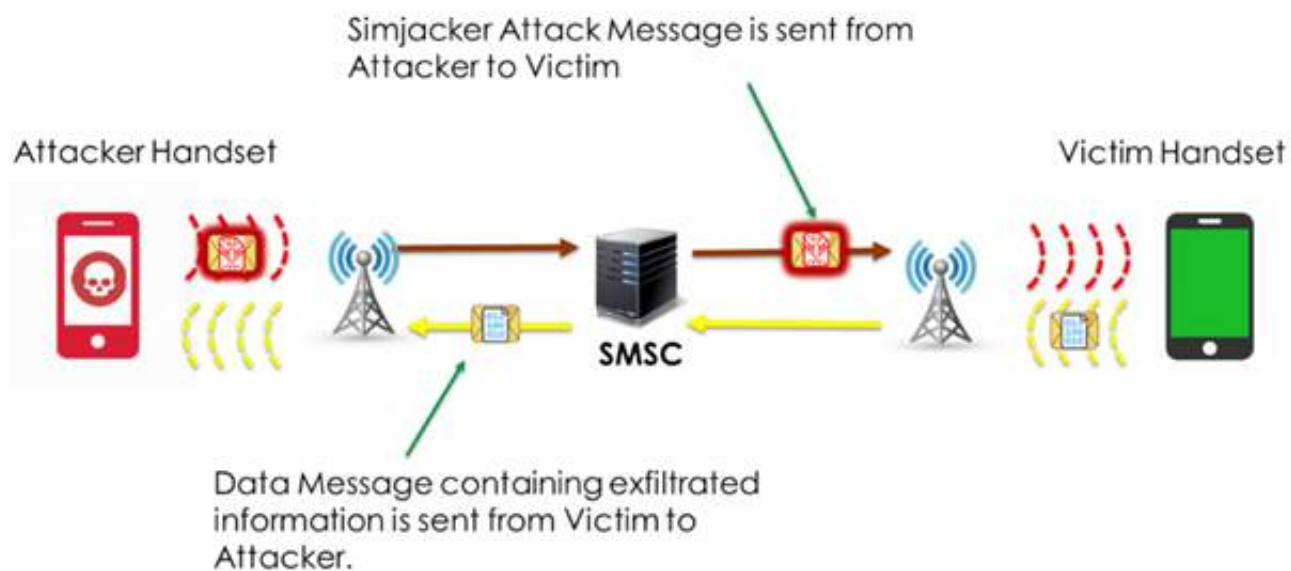 Simjacker Attack Message is sent from
Attacker to Victim
Attacker Handset
Victim Handset
SMSC
Data Message containing exfiltrated
information is sent from Victim to
Attacker.